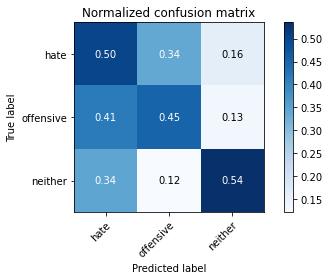 Normalized confusion matrix
True label
hate
offensive
neither
0.50 0.34 0.16
0.41 0.45 0.13
0.34 0.12 0.54
hate
offensive
neither
Predicted label
0.50
0.45
0.40
0.35
0.30
0.25
0.20
0.15